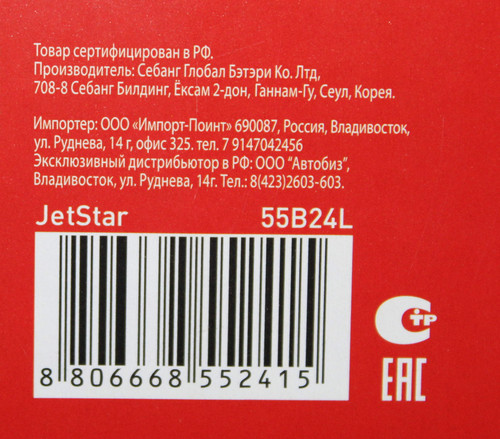 Товар сертифицирован в РФ.
Производитель: Себанг Глобал Бэтэри Ко. Лтд,
708-8 Себанг Билдинг, Ёксам 2-дон, Ганнам-Гу, Сеул, Корея.
Импортер: ООО «Импорт-Поинт» 690087, Россия, Владивосток,
ул. Руднева, 14 г, офис 325. тел. 7 9147042456
Эксклюзивный дистрибьютор в РФ: ООО “Автобиз”,
Владивосток, ул. Руднева, 14г. Тел.: 8(423)2603-603.
JetStar 55B24L
8 806668 552415
СТР
EAC